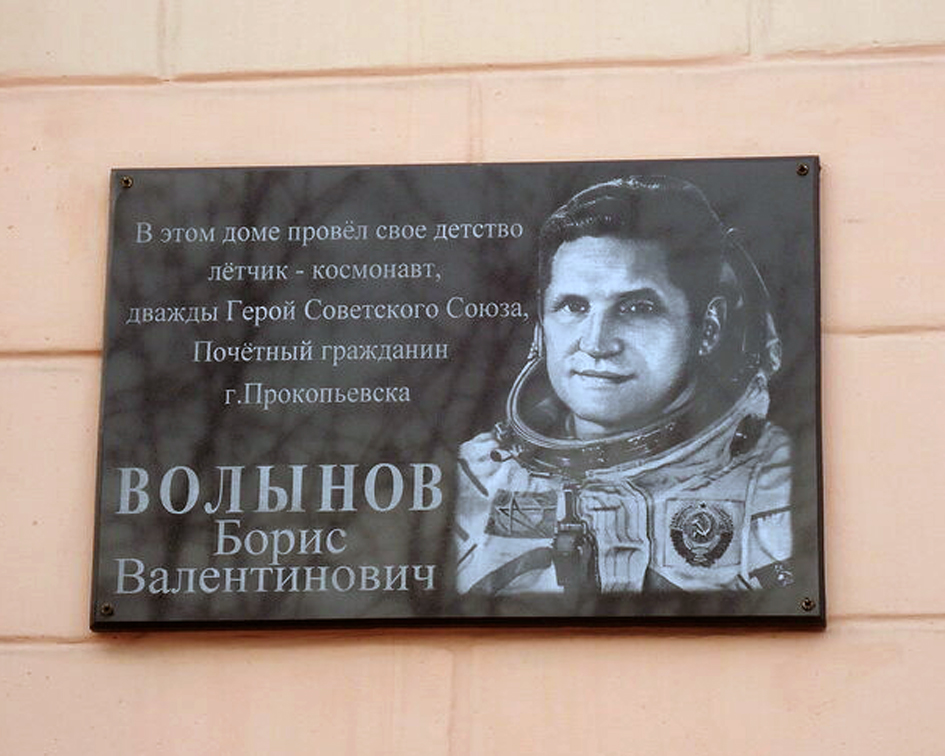 В этом доме провёл свое детство
лётчик - космонавт,
дважды Герой Советского Союза,
Почётный гражданин
г.Прокопьевска
ВОЛЫНОВ
Борис
Валентинович